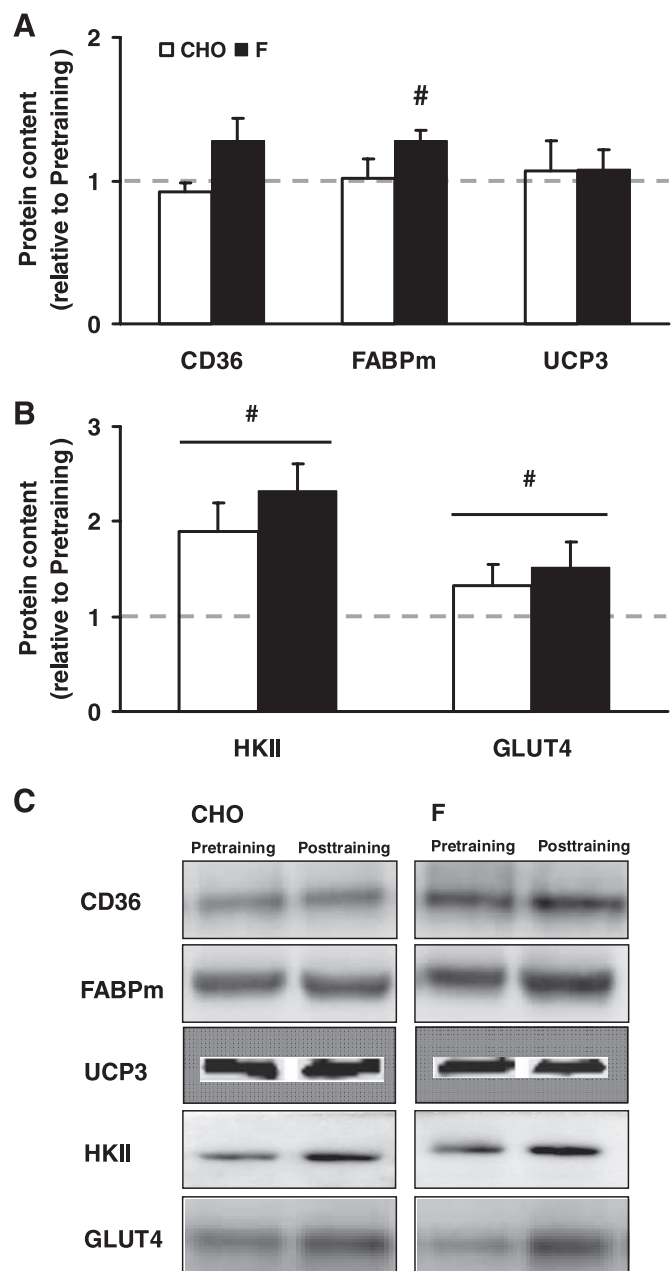 A
Protein content
(relative to Pretraining)
2
1
0
CHO F
#
CD36 FABPm UCP3
B
Protein content
(relative to Pretraining)
3
2
1
0
#
#
HKII GLUT4
C
CHO F
Pretraining Posttraining Pretraining Posttraining
CD36
FABPm
UCP3
HKII
GLUT4